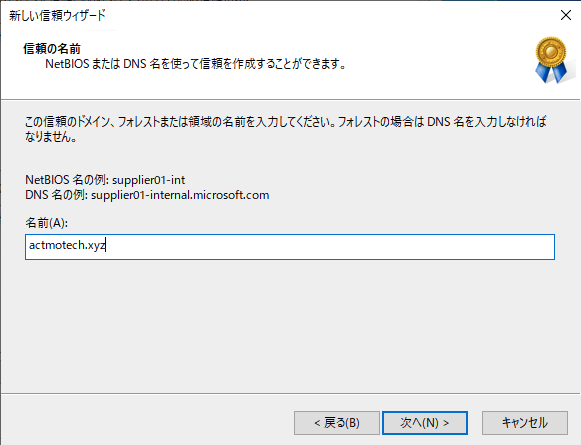 新しい信頼ウィザード
信頼の名前
NetBIOS または DNS 名を使って信頼を作成することができます。
この信頼のドメイン、フォレストまたは領域の名前を入力してください。フォレストの場合は DNS 名を入力しなければ
なりません。
NetBIOS 名の例: supplier01-int
DNS 名の例: supplier01-internal.microsoft.com
名前(A):
actmotech.xyz
< 戻る(B)
次へ(N) >
キャンセル